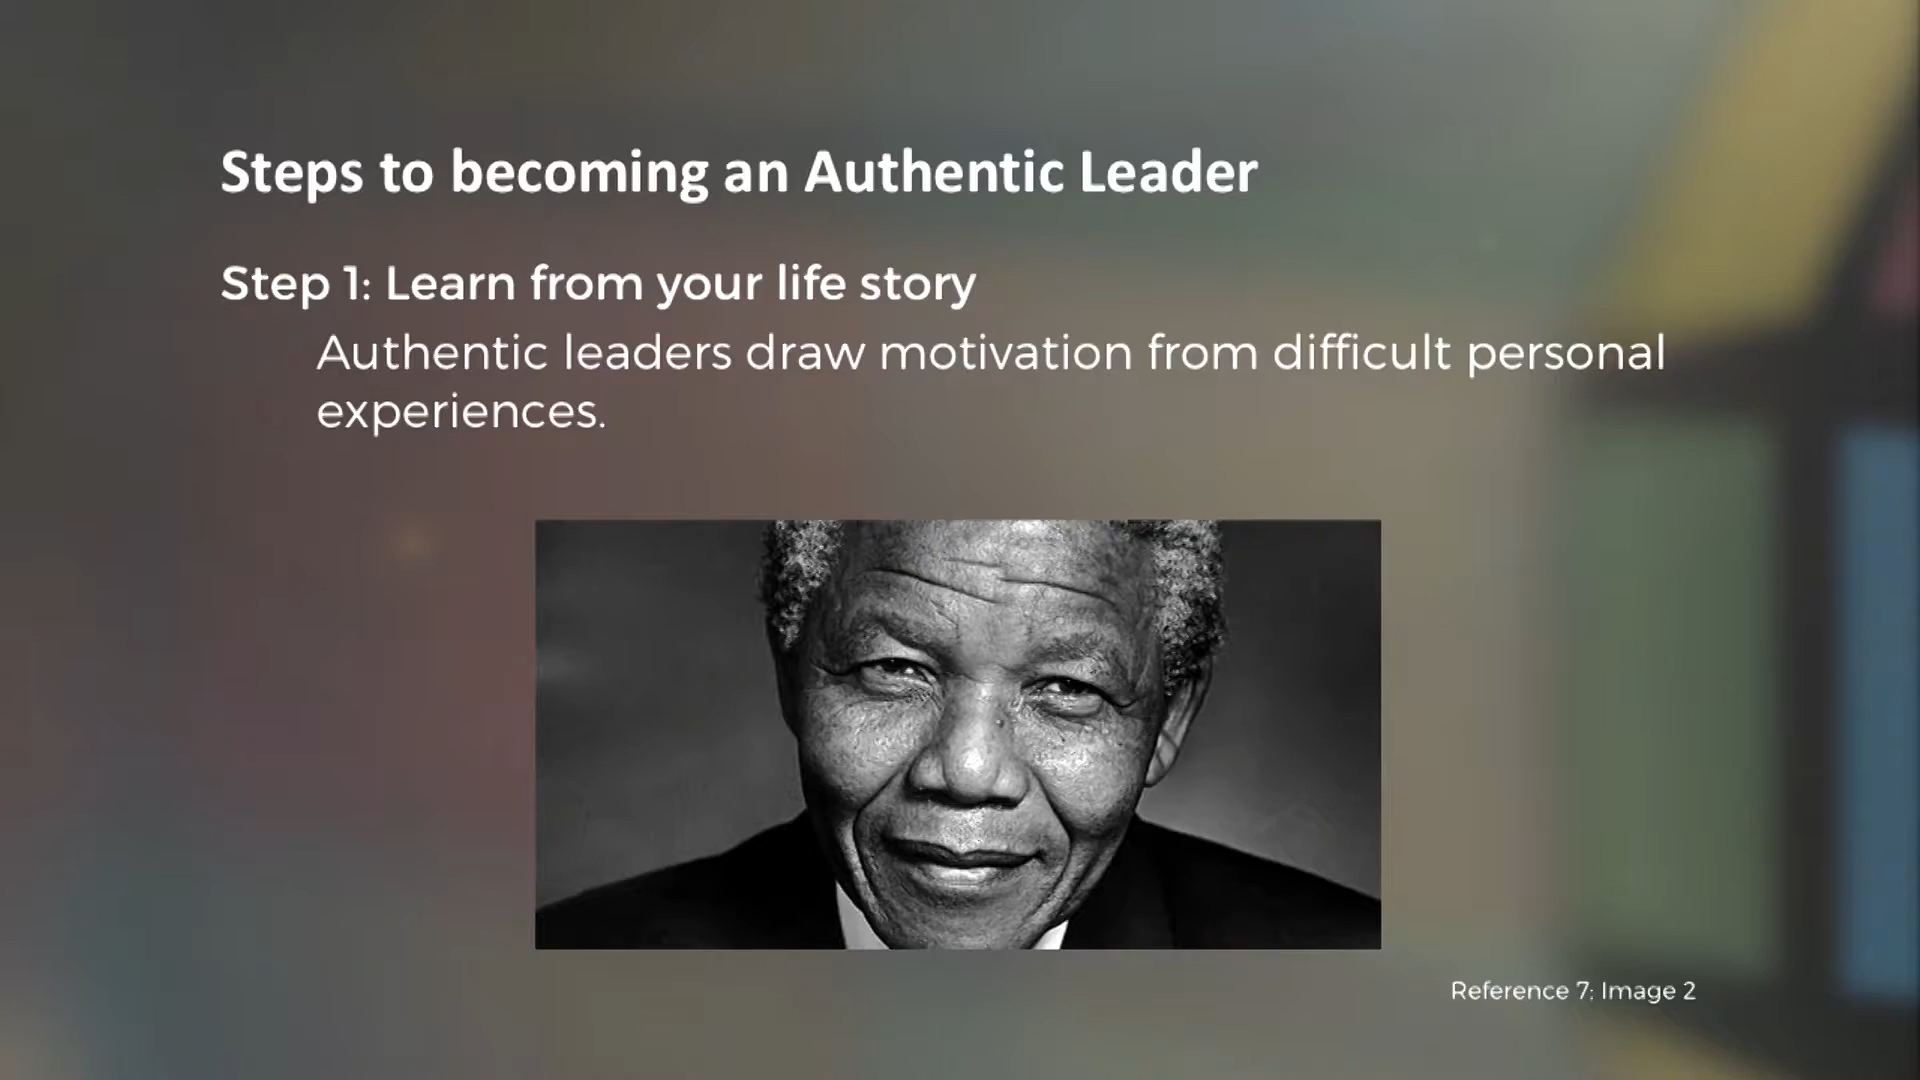 Steps to becoming an Authentic Leader
Step 1: Learn from your life story
Authentic leaders draw motivation from difficult personal
experiences.
Reference 7; Image 2